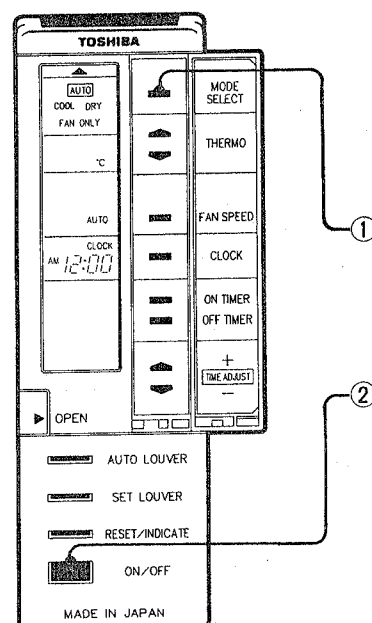 TOSHIBA
AUTO
COOL DRY
FAN ONLY
°C
AUTO
CLOCK
AM 12:00
MODE
SELECT
THERMO
FAN SPEED
CLOCK
ON TIMER
OFF TIMER
+
TIME ADJUST
−
OPEN
AUTO LOUVER
SET LOUVER
RESET/INDICATE
ON/OFF
MADE IN JAPAN
1
2